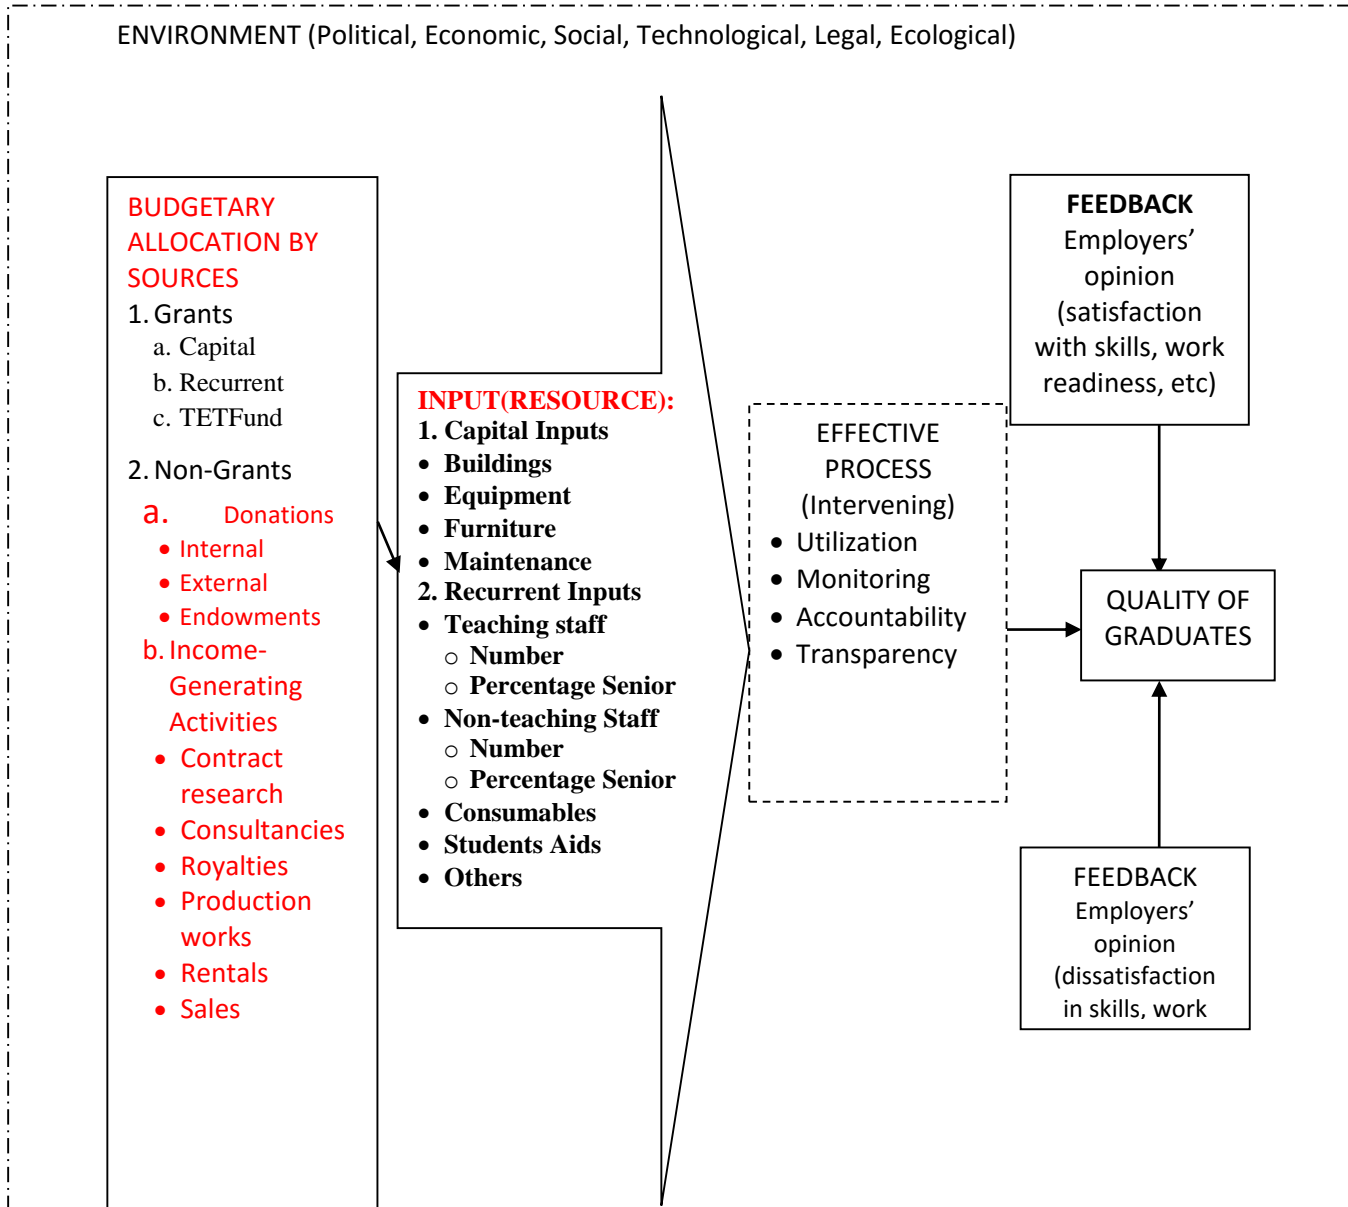 ENVIRONMENT (Political, Economic, Social, Technological, Legal, Ecological)
BUDGETARY
ALLOCATION BY
SOURCES
1. Grants
a. Capital
b. Recurrent
c. TETFund
2. Non-Grants
a. Donations
• Internal
• External
• Endowments
b. Income-
Generating
Activities
• Contract
research
• Consultancies
• Royalties
• Production
works
• Rentals
• Sales
INPUT(RESOURCE):
1. Capital Inputs
• Buildings
• Equipment
• Furniture
• Maintenance
2. Recurrent Inputs
• Teaching staff
o Number
o Percentage Senior
• Non-teaching Staff
o Number
o Percentage Senior
• Consumables
• Students Aids
• Others
EFFECTIVE
PROCESS
(Intervening)
• Utilization
• Monitoring
• Accountability
• Transparency
FEEDBACK
Employers’
opinion
(satisfaction
with skills, work
readiness, etc)
QUALITY OF
GRADUATES
FEEDBACK
Employers’
opinion
(dissatisfaction
in skills, work